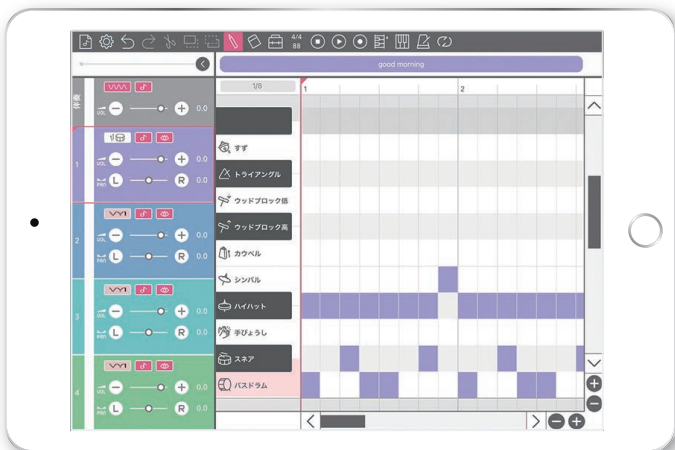 4/4
88
good morning
1/8
1
2
伴奏
VOL
0.0
1
VOL
0.0
PAN
L
R
0.0
2
VOL
0.0
PAN
L
R
0.0
3
VOL
0.0
PAN
L
R
0.0
4
VOL
0.0
PAN
L
R
0.0
すず
トライアングル
ウッドブロック低
ウッドブロック高
カウベル
シンバル
ハイハット
手びょうし
スネア
バスドラム